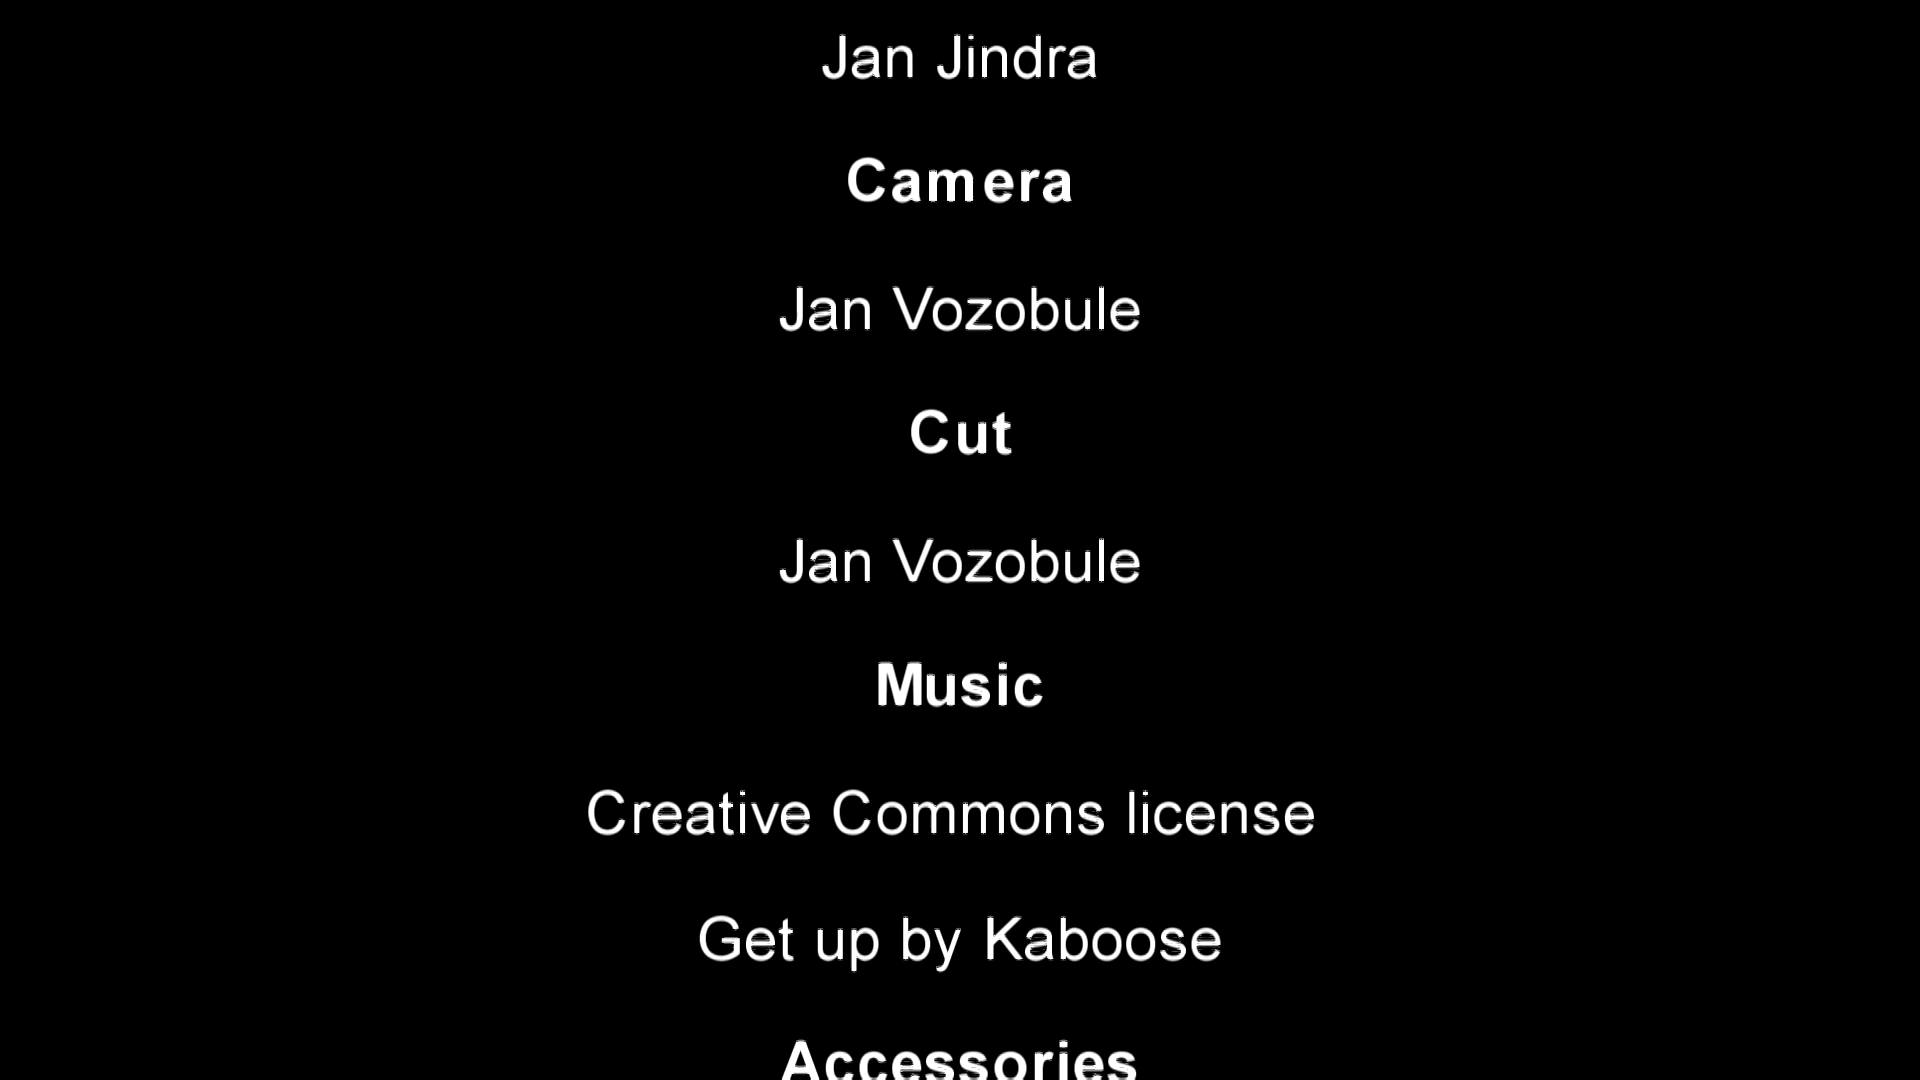 Jan Jindra
Camera
Jan Vozobule
Cut
Jan Vozobule
Music
Creative Commons license
Get up by Kaboose
Accessories